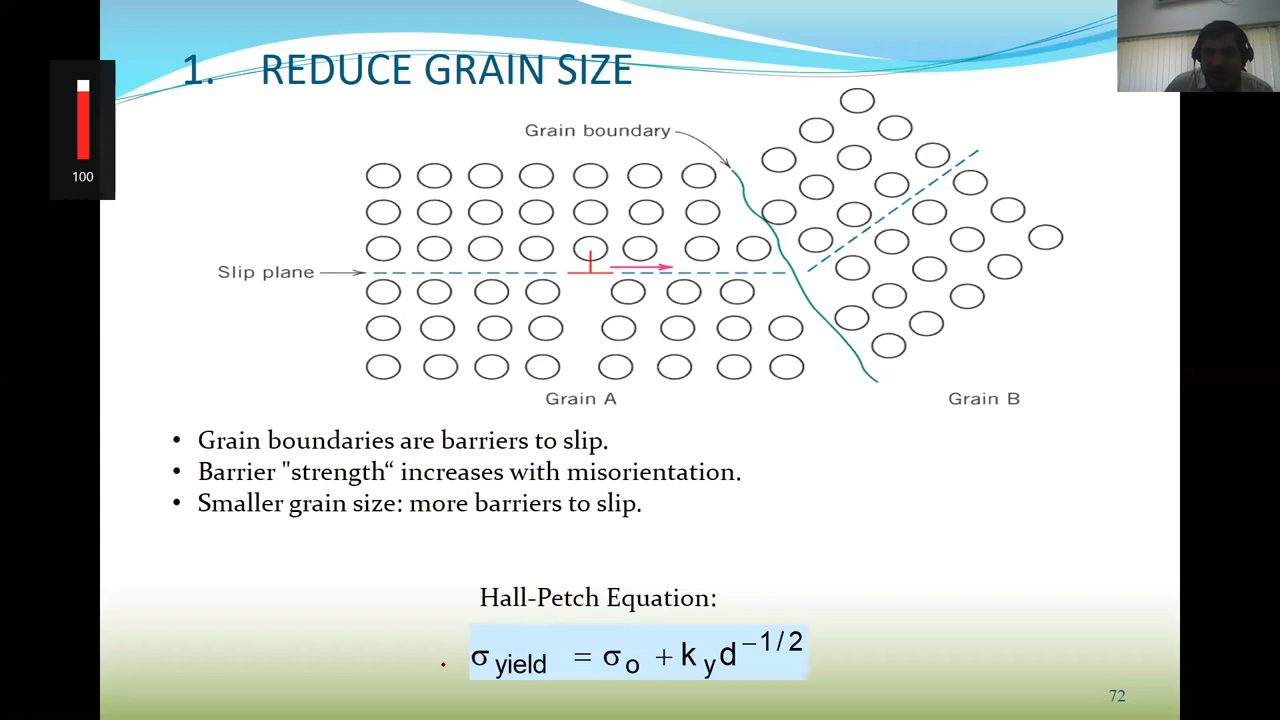 1. REDUCE GRAIN SIZE
Grain boundary
Slip plane
Grain A
Grain B
100
• Grain boundaries are barriers to slip.
• Barrier "strength“ increases with misorientation.
• Smaller grain size: more barriers to slip.
Hall-Petch Equation:
σ yield = σ o + k y d −1/2
72